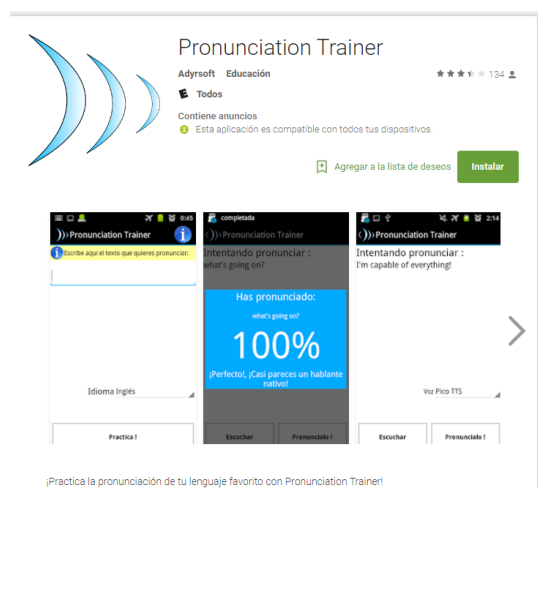 Pronunciation Trainer
Adyrsoft Educación
134
E Todos
Contiene anuncios
Esta aplicación es compatible con todos tus dispositivos.
Agregar a la lista de deseos
Instalar
0:45
)))Pronunciation Trainer
Escribe aqui el texto que quieres pronunciar:
Idioma Inglés
Practica !
completada
)))Pronunciation Trainer
Intentando pronunciar :
what's going on?
Has pronunciado:
what's going on?
100%
¡Perfecto!, ¡Casi pareces un hablante
nativo!
Escuchar Pronuncialo !
2:14
)))Pronunciation Trainer
Intentando pronunciar :
I'm capable of everything!
Voz Pico TTS
Escuchar Pronuncialo !
¡Practica la pronunciación de tu lenguaje favorito con Pronunciation Trainer!